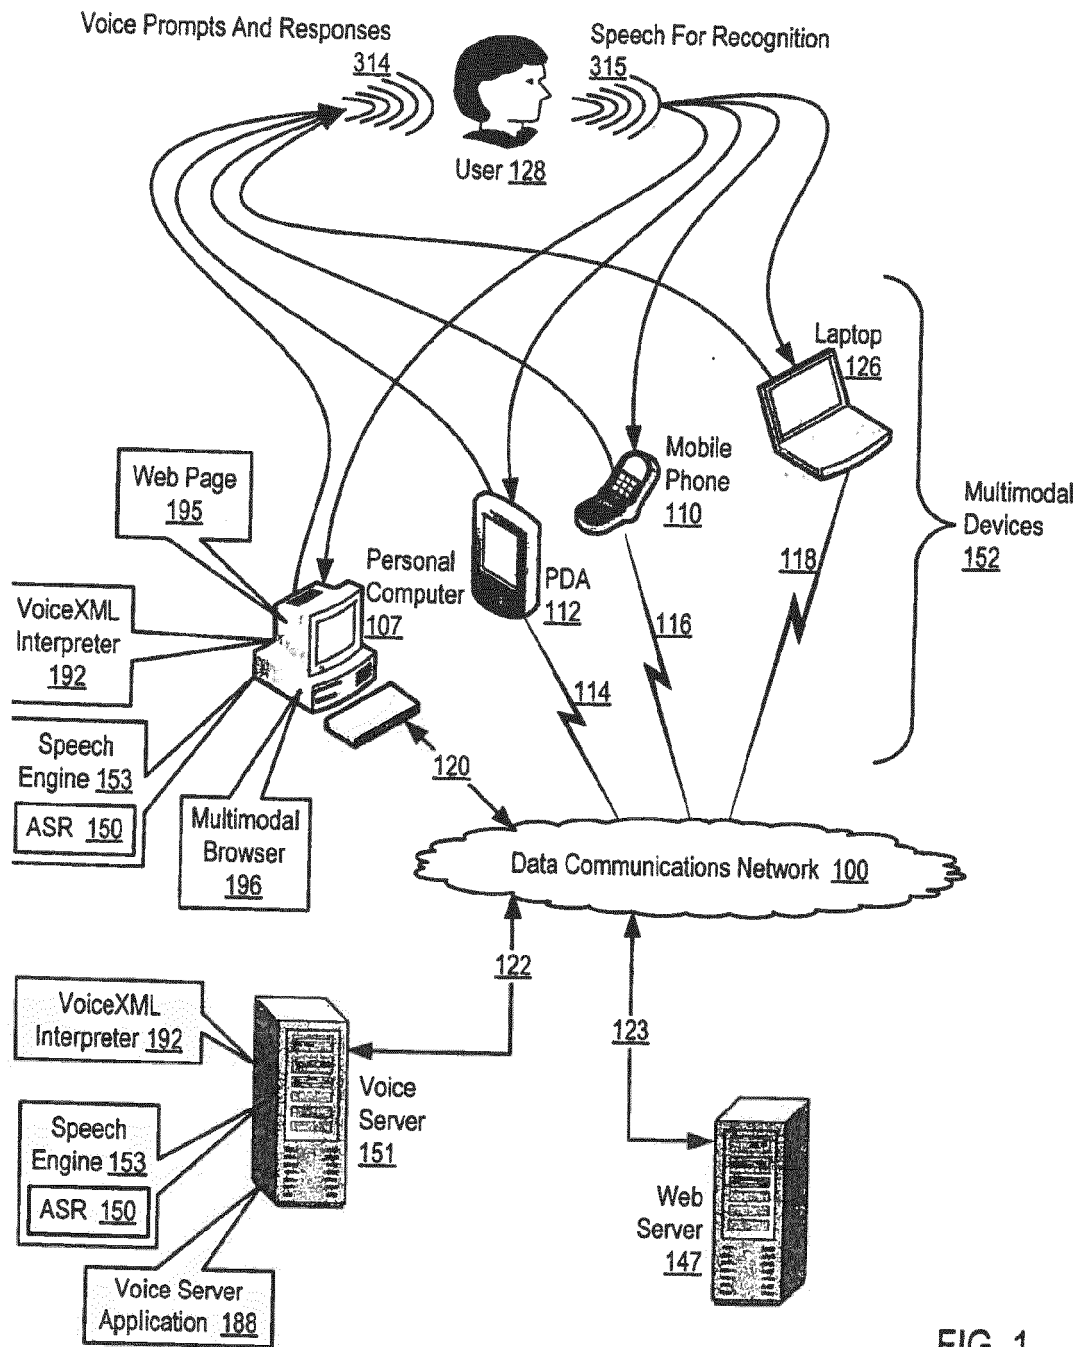 Voice Prompts And Responses
314
Speech For Recognition
315
User 128
Laptop
126
Mobile
Phone
110
Multimodal
Devices
152
Web Page
195
Personal
Computer
107
PDA
112
118
116
114
VoiceXML
Interpreter
192
Speech
Engine 153
ASR 150
Multimodal
Browser
196
120
Data Communications Network 100
122
123
VoiceXML
Interpreter 192
Voice
Server
151
Speech
Engine 153
ASR 150
Web
Server
147
Voice Server
Application 188
FIG. 1